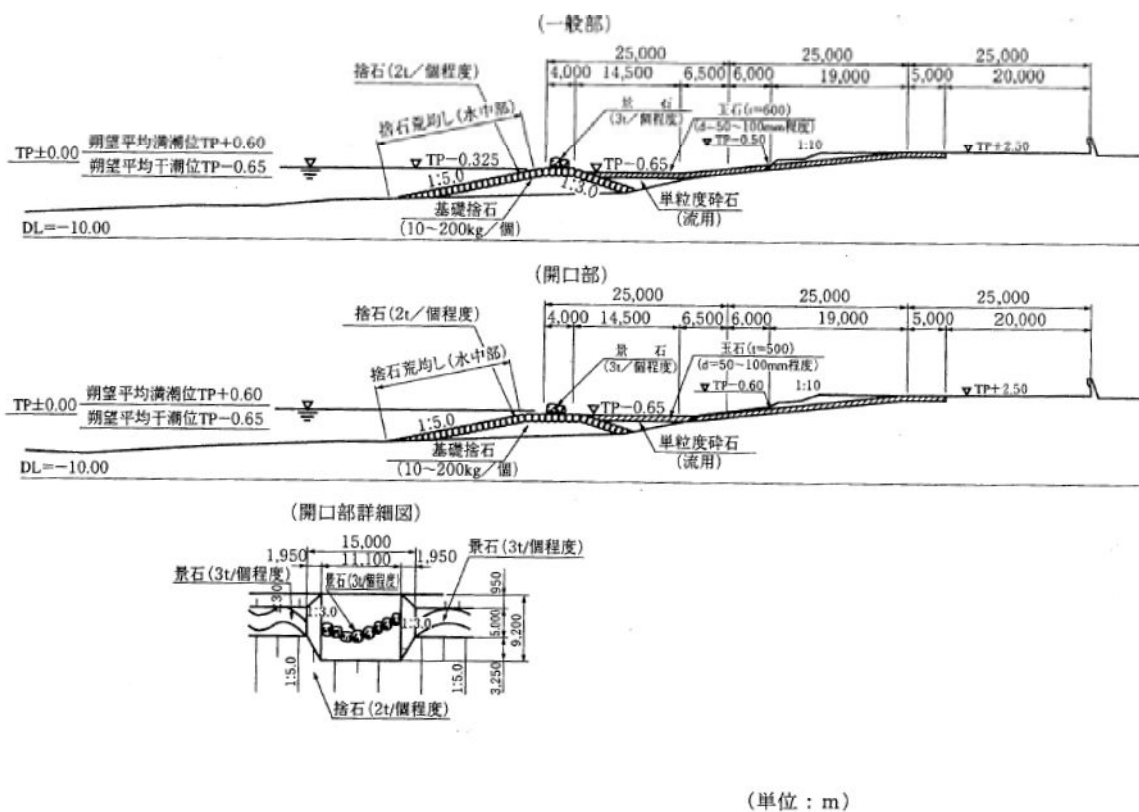 (一般部)
25,000 25,000 25,000
4,000 14,500 6,500 6,000 19,000 5,000 20,000
捨石(2t/個程度)
捨石荒均し(水中部)
景 石
(3t/個程度)
玉石(t=600)
(d=50~100mm程度)
TP-0.50
1:10
TP+2.50
朔望平均満潮位TP+0.60
TP±0.00
朔望平均干潮位TP-0.65
TP-0.325
TP-0.65
1:5.0
1:3.0
基礎捨石
(10~200kg/個)
単粒度砕石
(流用)
DL=-10.00
(開口部)
25,000 25,000 25,000
4,000 14,500 6,500 6,000 19,000 5,000 20,000
捨石(2t/個程度)
捨石荒均し(水中部)
景 石
(3t/個程度)
玉石(t=500)
(d=50~100mm程度)
TP-0.60
1:10
TP+2.50
朔望平均満潮位TP+0.60
TP±0.00
朔望平均干潮位TP-0.65
TP-0.65
1:5.0
基礎捨石
(10~200kg/個)
単粒度砕石
(流用)
DL=-10.00
(開口部詳細図)
15,000
1,950 11,100 1,950
景石(3t/個程度)
景石(3t/個程度)
景石(3t/個程度)
1:3.0
1:3.0
950
5,000
9,200
3,250
1:5.0
1:5.0
捨石(2t/個程度)
(単位:m)